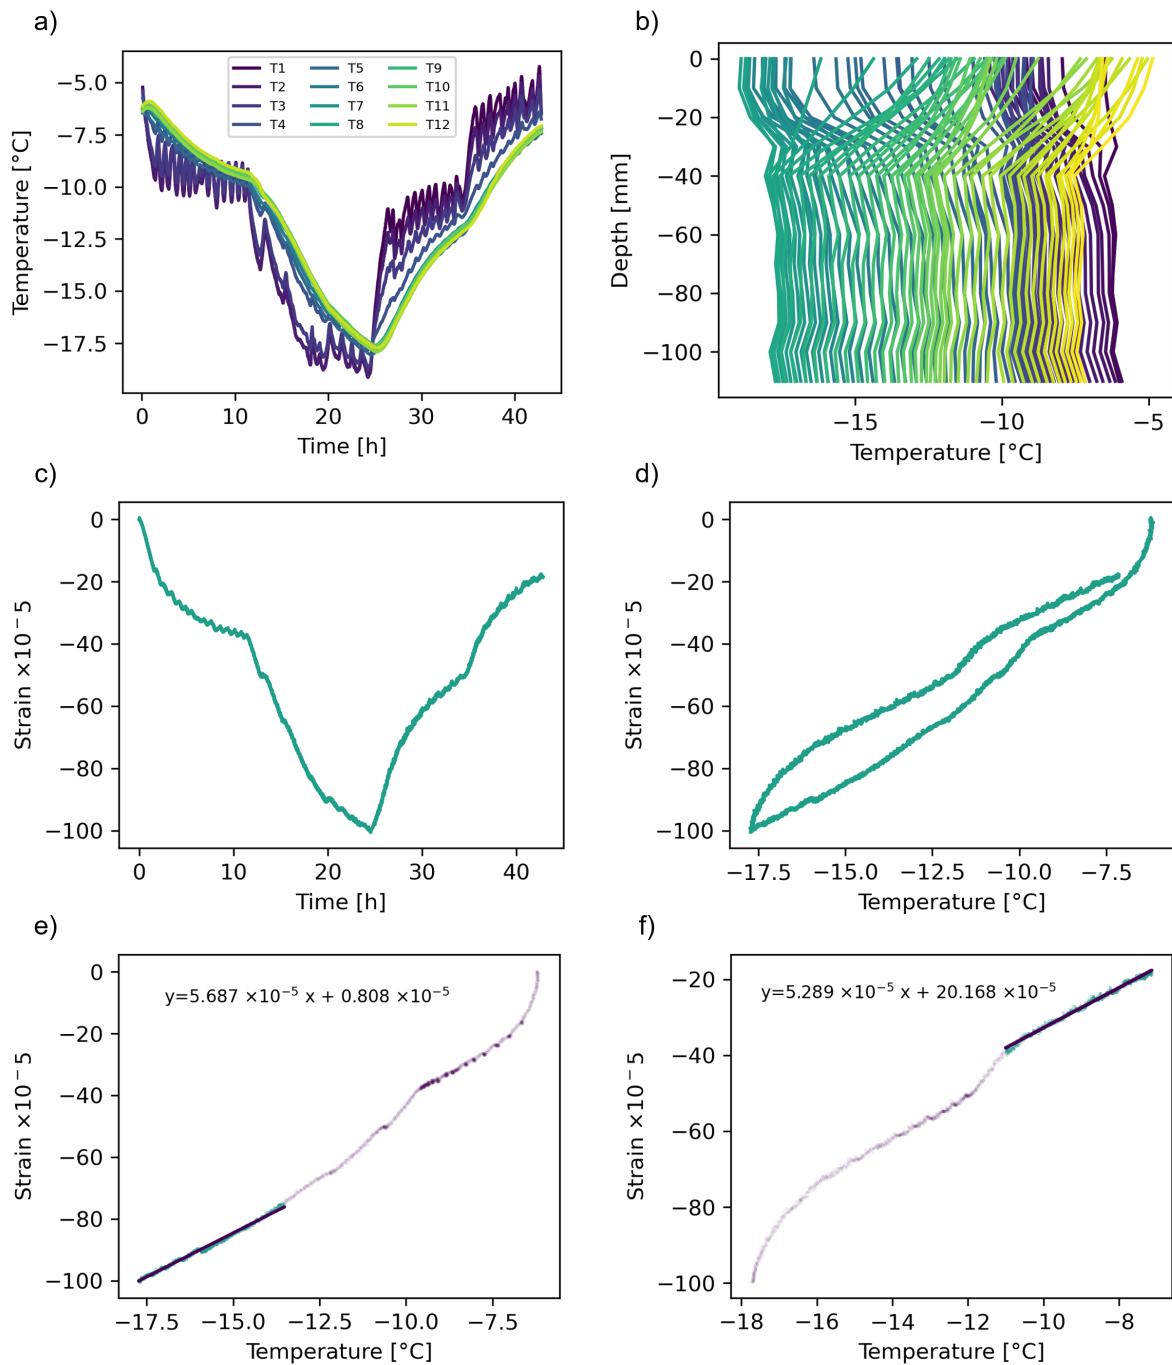 a)
−5.0
−7.5
−10.0
−12.5
−15.0
−17.5
Temperature [°C]
T1 T5 T9
T2 T6 T10
T3 T7 T11
T4 T8 T12
0 10 20 30 40
Time [h]
b)
0
−20
−40
−60
−80
−100
Depth [mm]
−15 −10 −5
Temperature [°C]
c)
0
−20
−40
−60
−80
−100
Strain ×10⁻5
0 10 20 30 40
Time [h]
d)
0
−20
−40
−60
−80
−100
Strain ×10⁻5
−17.5 −15.0 −12.5 −10.0 −7.5
Temperature [°C]
e)
y=5.687 ×10⁻⁵ x + 0.808 ×10⁻⁵
0
−20
−40
−60
−80
−100
Strain ×10⁻5
−17.5 −15.0 −12.5 −10.0 −7.5
Temperature [°C]
f)
y=5.289 ×10⁻⁵ x + 20.168 ×10⁻⁵
−20
−40
−60
−80
−100
Strain ×10⁻5
−18 −16 −14 −12 −10 −8
Temperature [°C]